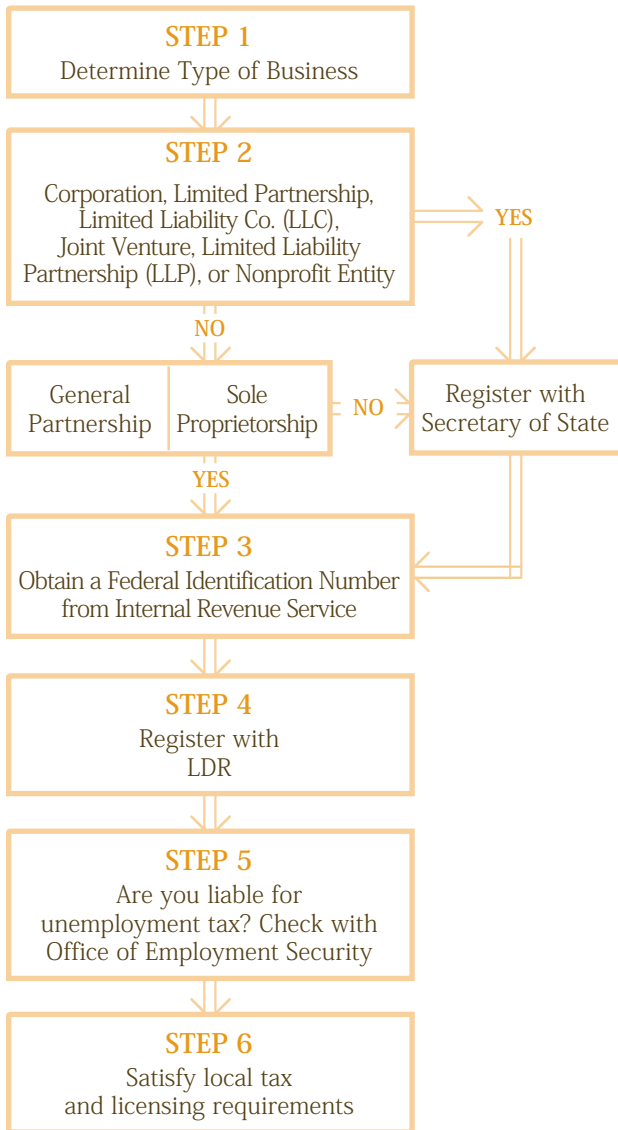 STEP 1
Determine Type of Business
STEP 2
Corporation, Limited Partnership,
Limited Liability Co. (LLC),
Joint Venture, Limited Liability
Partnership (LLP), or Nonprofit Entity
YES
NO
General
Partnership
Sole
Proprietorship
NO
Register with
Secretary of State
YES
STEP 3
Obtain a Federal Identification Number
from Internal Revenue Service
STEP 4
Register with
LDR
STEP 5
Are you liable for
unemployment tax? Check with
Office of Employment Security
STEP 6
Satisfy local tax
and licensing requirements